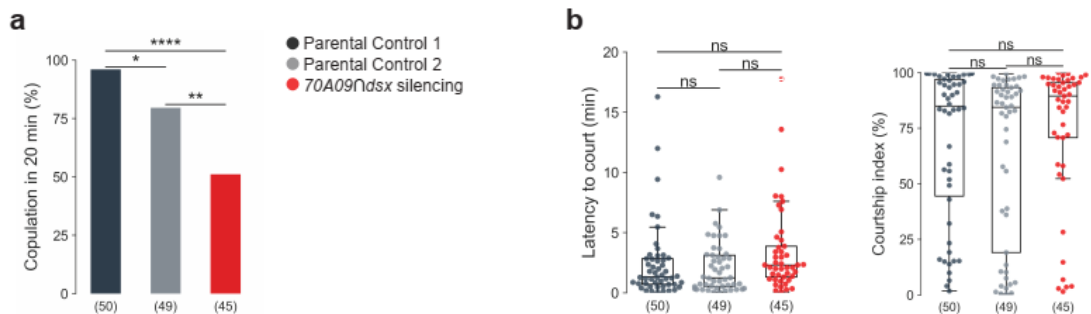 a
Copulation in 20 min (%)
100
75
50
25
0
****
*
**
(50)
(49)
(45)
Parental Control 1
Parental Control 2
70A09∩dsx silencing
b
Latency to court (min)
20
15
10
5
0
ns
ns
ns
(50)
(49)
(45)
Courtship index (%)
100
75
50
25
0
ns
ns
ns
(50)
(49)
(45)